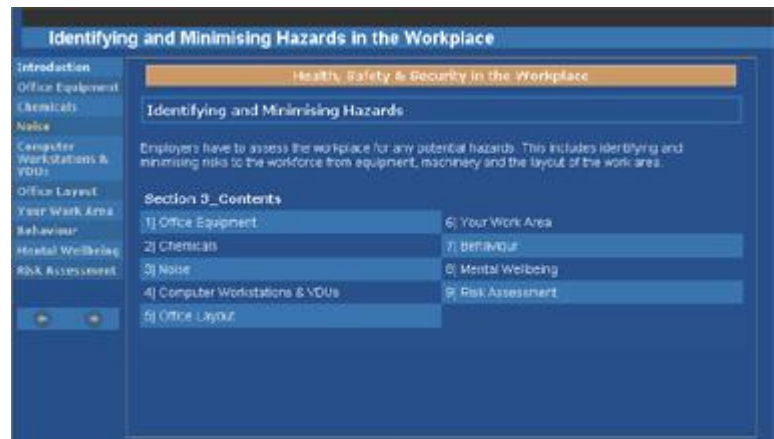 Identifying and Minimising Hazards in the Workplace
Introduction
Office Equipment
Chemicals
Noise
Computer
Workstations &
VDUs
Office Layout
Your Work Area
Behaviour
Mental Wellbeing
Risk Assessment
Health, Safety & Security in the Workplace
Identifying and Minimising Hazards
Employers have to assess the workplace for any potential hazards. This includes identifying and
minimising risks to the workforce from equipment, machinery and the layout of the work area.
Section 3_Contents
1] Office Equipment
2] Chemicals
3] Noise
4] Computer Workstations & VDUs
5] Office Layout
6] Your Work Area
7] Behaviour
8] Mental Wellbeing
9] Risk Assessment